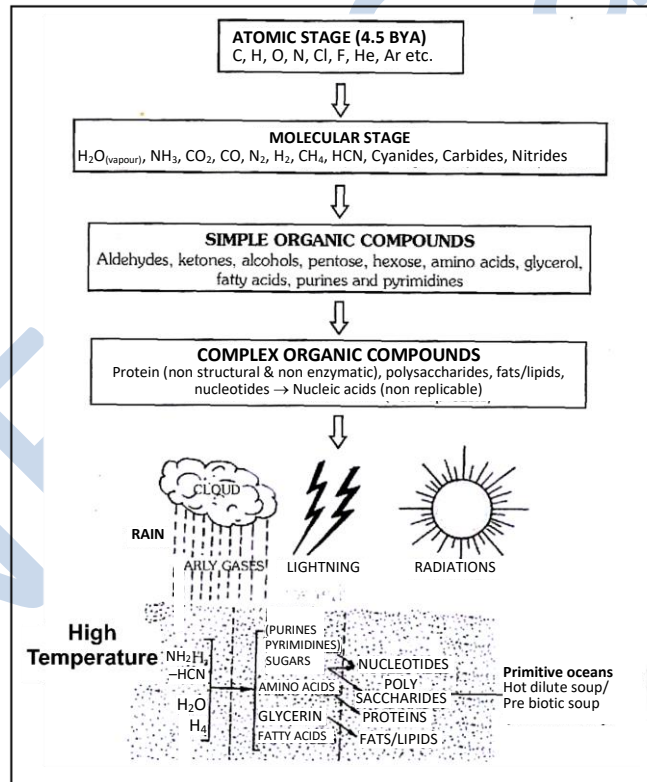 ATOMIC STAGE (4.5 BYA)
C, H, O, N, Cl, F, He, Ar etc.
MOLECULAR STAGE
H₂O(vapour), NH₃, CO₂, CO, N₂, H₂, CH₄, HCN, Cyanides, Carbides, Nitrides
SIMPLE ORGANIC COMPOUNDS
Aldehydes, ketones, alcohols, pentose, hexose, amino acids, glycerol,
fatty acids, purines and pyrimidines
COMPLEX ORGANIC COMPOUNDS
Protein (non structural & non enzymatic), polysaccharides, fats/lipids,
nucleotides → Nucleic acids (non replicable)
CLOUD
RAIN
ARLY GASES
LIGHTNING
RADIATIONS
High
Temperature
NH₂H,
–HCN
H₂O
H₄
(PURINES
PYRIMIDINES)
SUGARS
AMINO ACIDS
GLYCERIN
FATTY ACIDS
NUCLEOTIDES
POLY
SACCHARIDES
PROTEINS
FATS/LIPIDS
Primitive oceans
Hot dilute soup/
Pre biotic soup